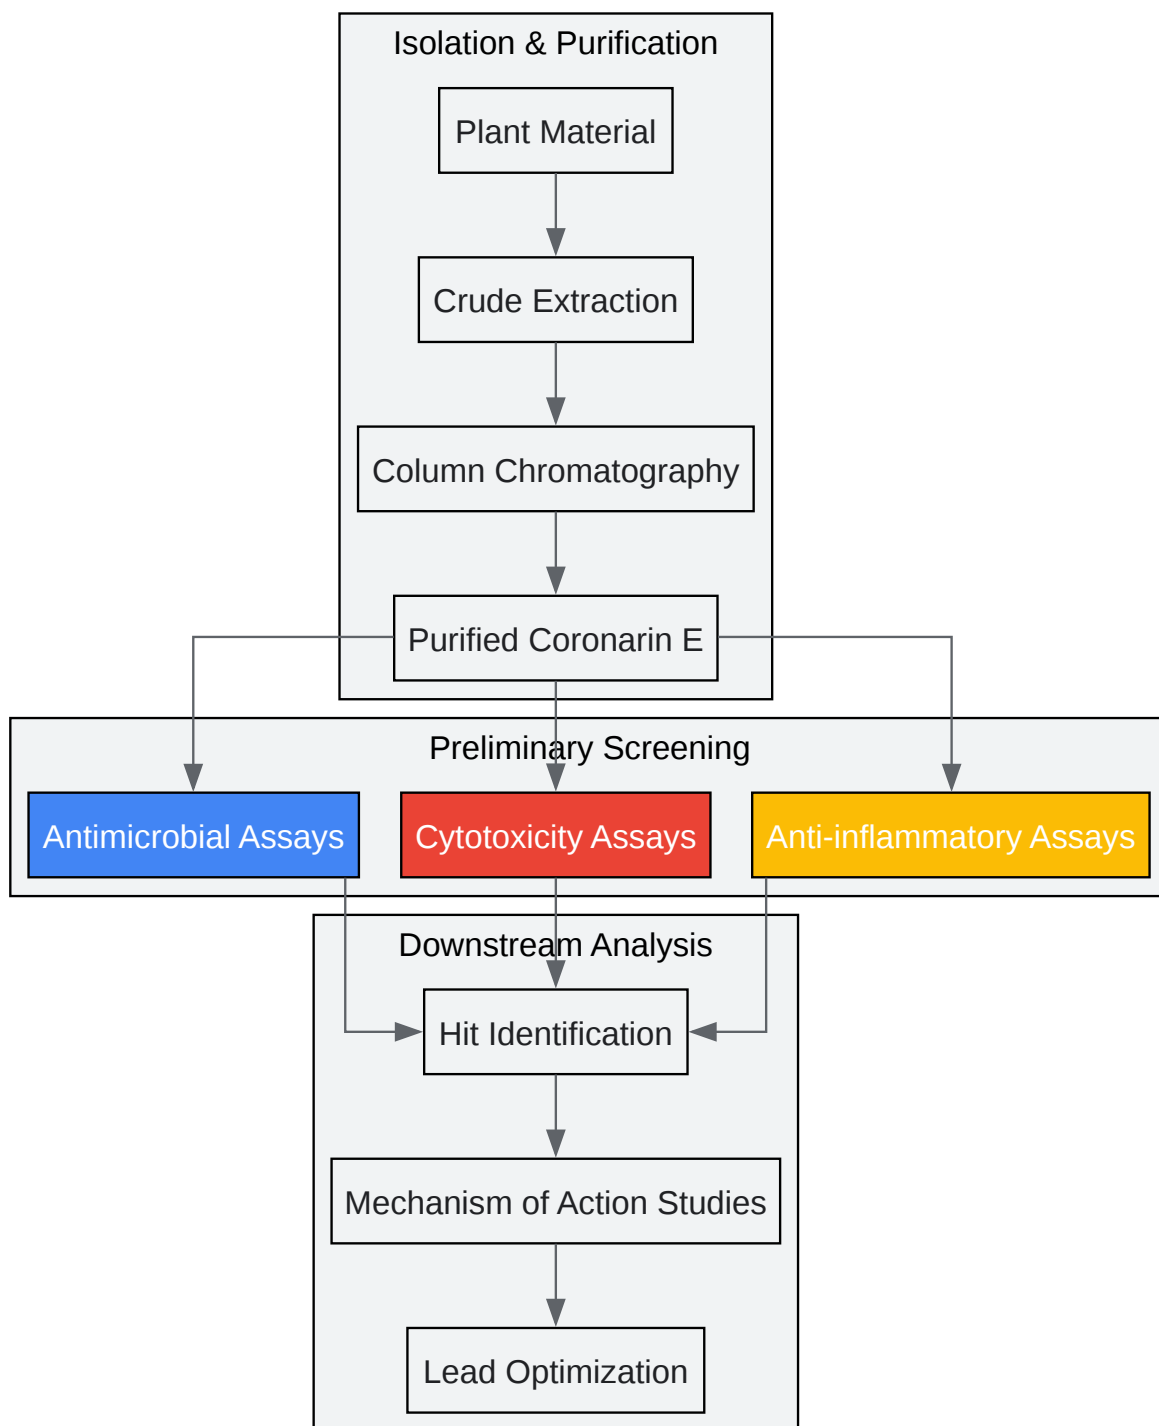 Isolation & Purification
Plant Material
Crude Extraction
Column Chromatography
Purified Coronarin E
Preliminary Screening
Antimicrobial Assays
Cytotoxicity Assays
Anti-inflammatory Assays
Downstream Analysis
Hit Identification
Mechanism of Action Studies
Lead Optimization